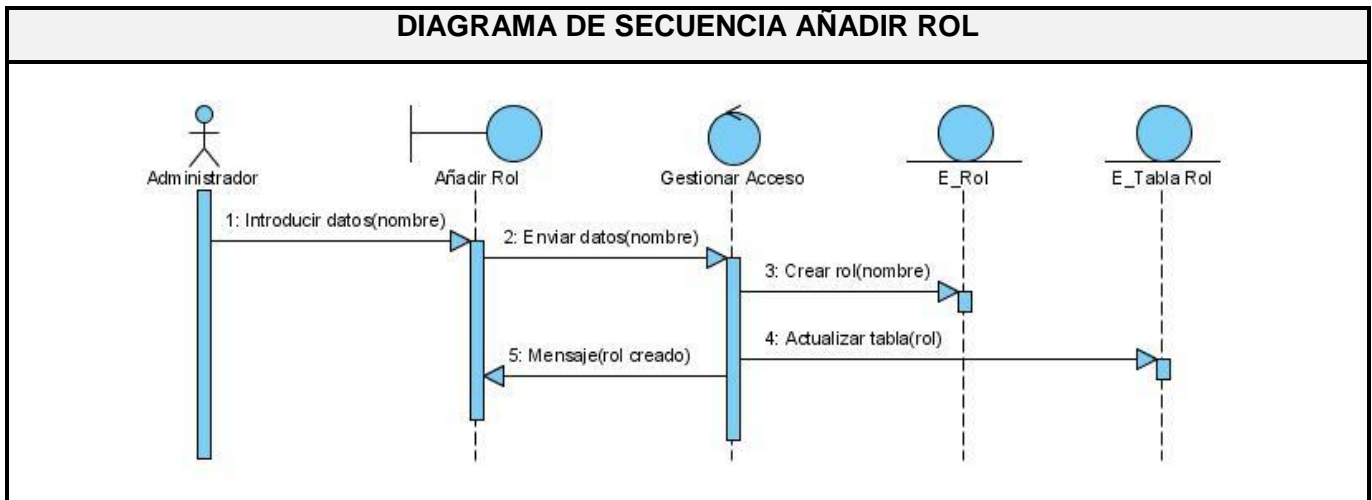 DIAGRAMA DE SECUENCIA AÑADIR ROL
Administrador
Añadir Rol
Gestionar Acceso
E_Rol
E_Tabla Rol
1: Introducir datos(nombre)
2: Enviar datos(nombre)
3: Crear rol(nombre)
4: Actualizar tabla(rol)
5: Mensaje(rol creado)